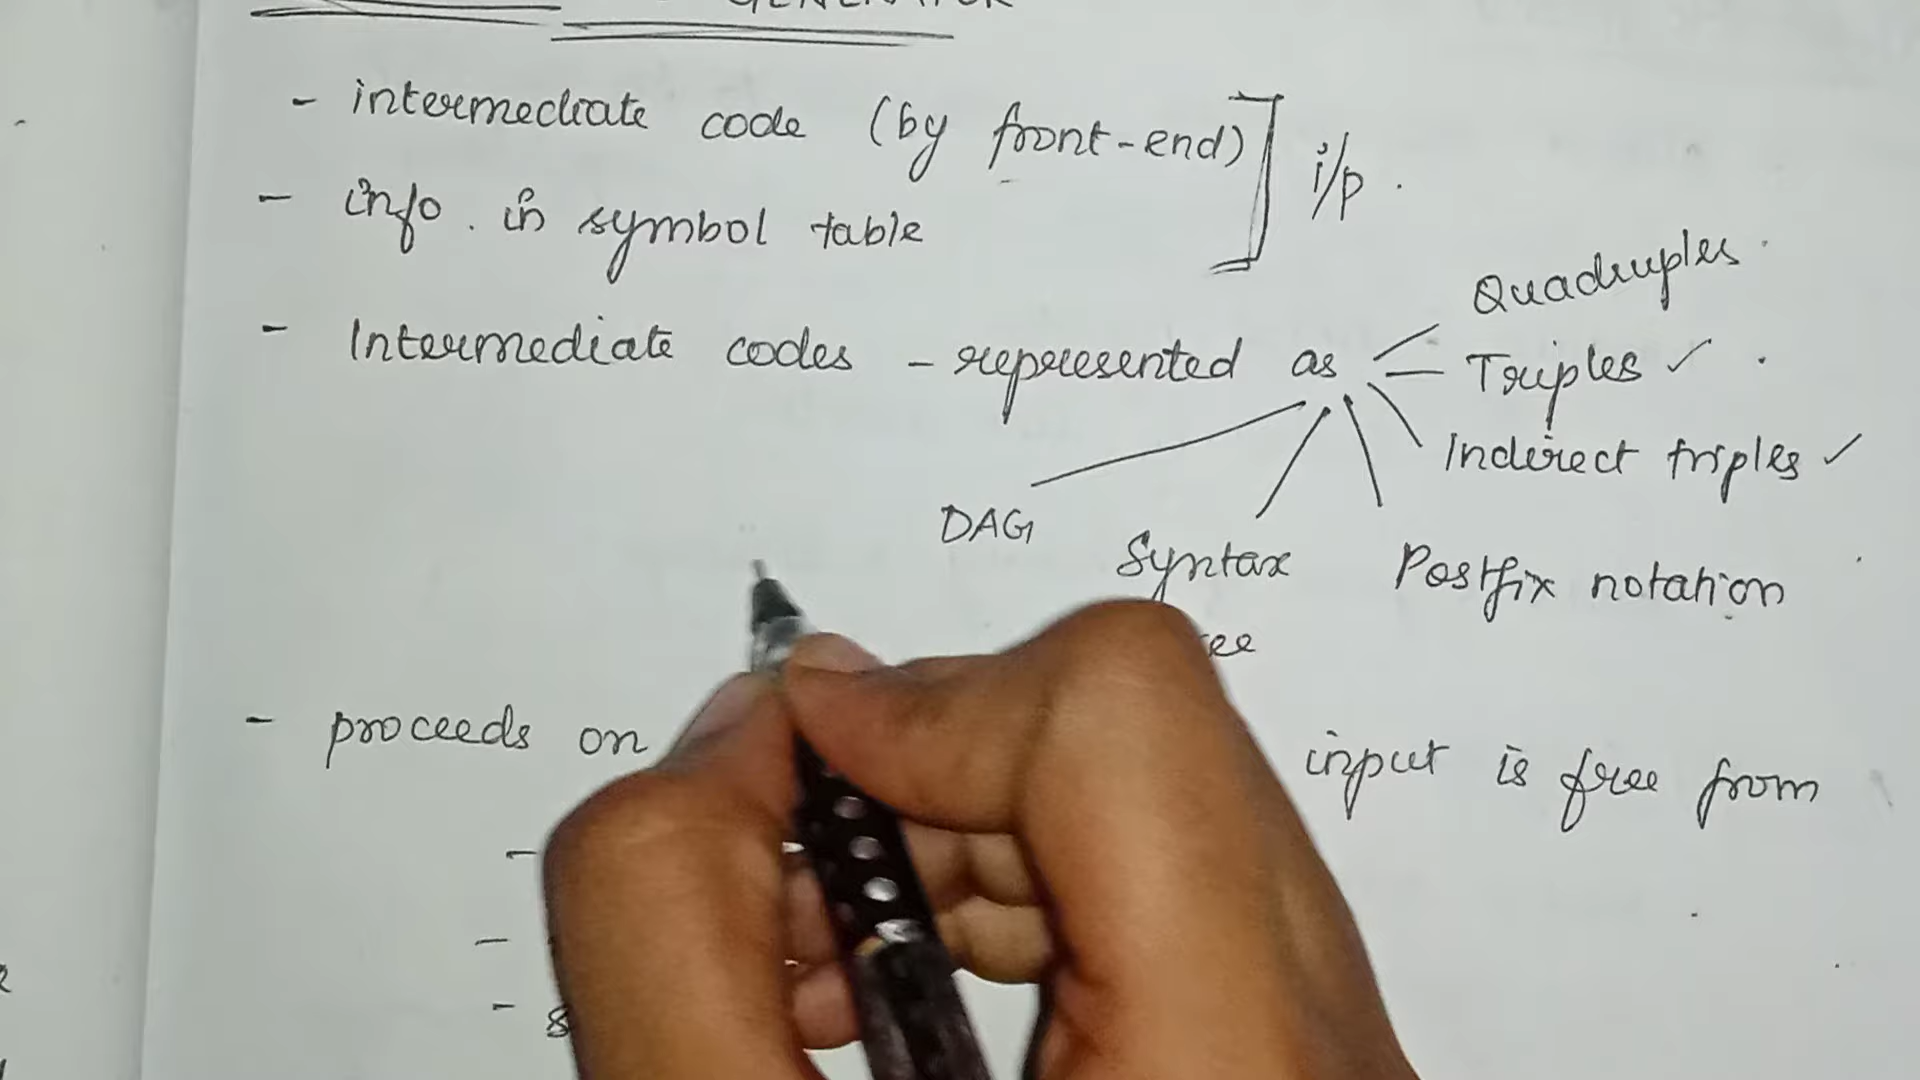 GENERATOR
- intermediate code (by front-end)
i/p .
- info. in symbol table
- Intermediate codes - represented as
Quadruples
Triples ✓
Indirect triples ✓
DAG
Syntax
Postfix notation
- proceeds on input is free from
-
-
-